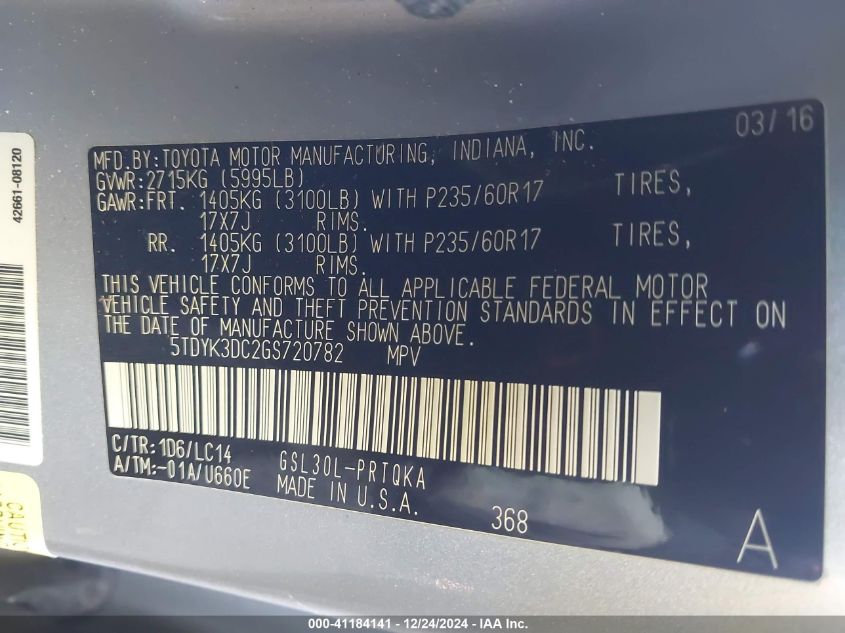 03/16
MFD.BY:TOYOTA MOTOR MANUFACTURING, INDIANA, INC.
GVWR:2715KG (5995LB)
GAWR:FRT. 1405KG (3100LB) WITH P235/60R17 TIRES,
17X7J RIMS.
RR. 1405KG (3100LB) WITH P235/60R17 TIRES,
17X7J RIMS.
THIS VEHICLE CONFORMS TO ALL APPLICABLE FEDERAL MOTOR
VEHICLE SAFETY AND THEFT PREVENTION STANDARDS IN EFFECT ON
THE DATE OF MANUFACTURE SHOWN ABOVE.
5TDYK3DC2GS720782 MPV
C/TR:1D6/LC14 GSL30L-PRTQKA
A/TM:-01A/U660E MADE IN U.S.A.
368
A
42661-08120
000-41184141 - 12/24/2024 - IAA Inc.